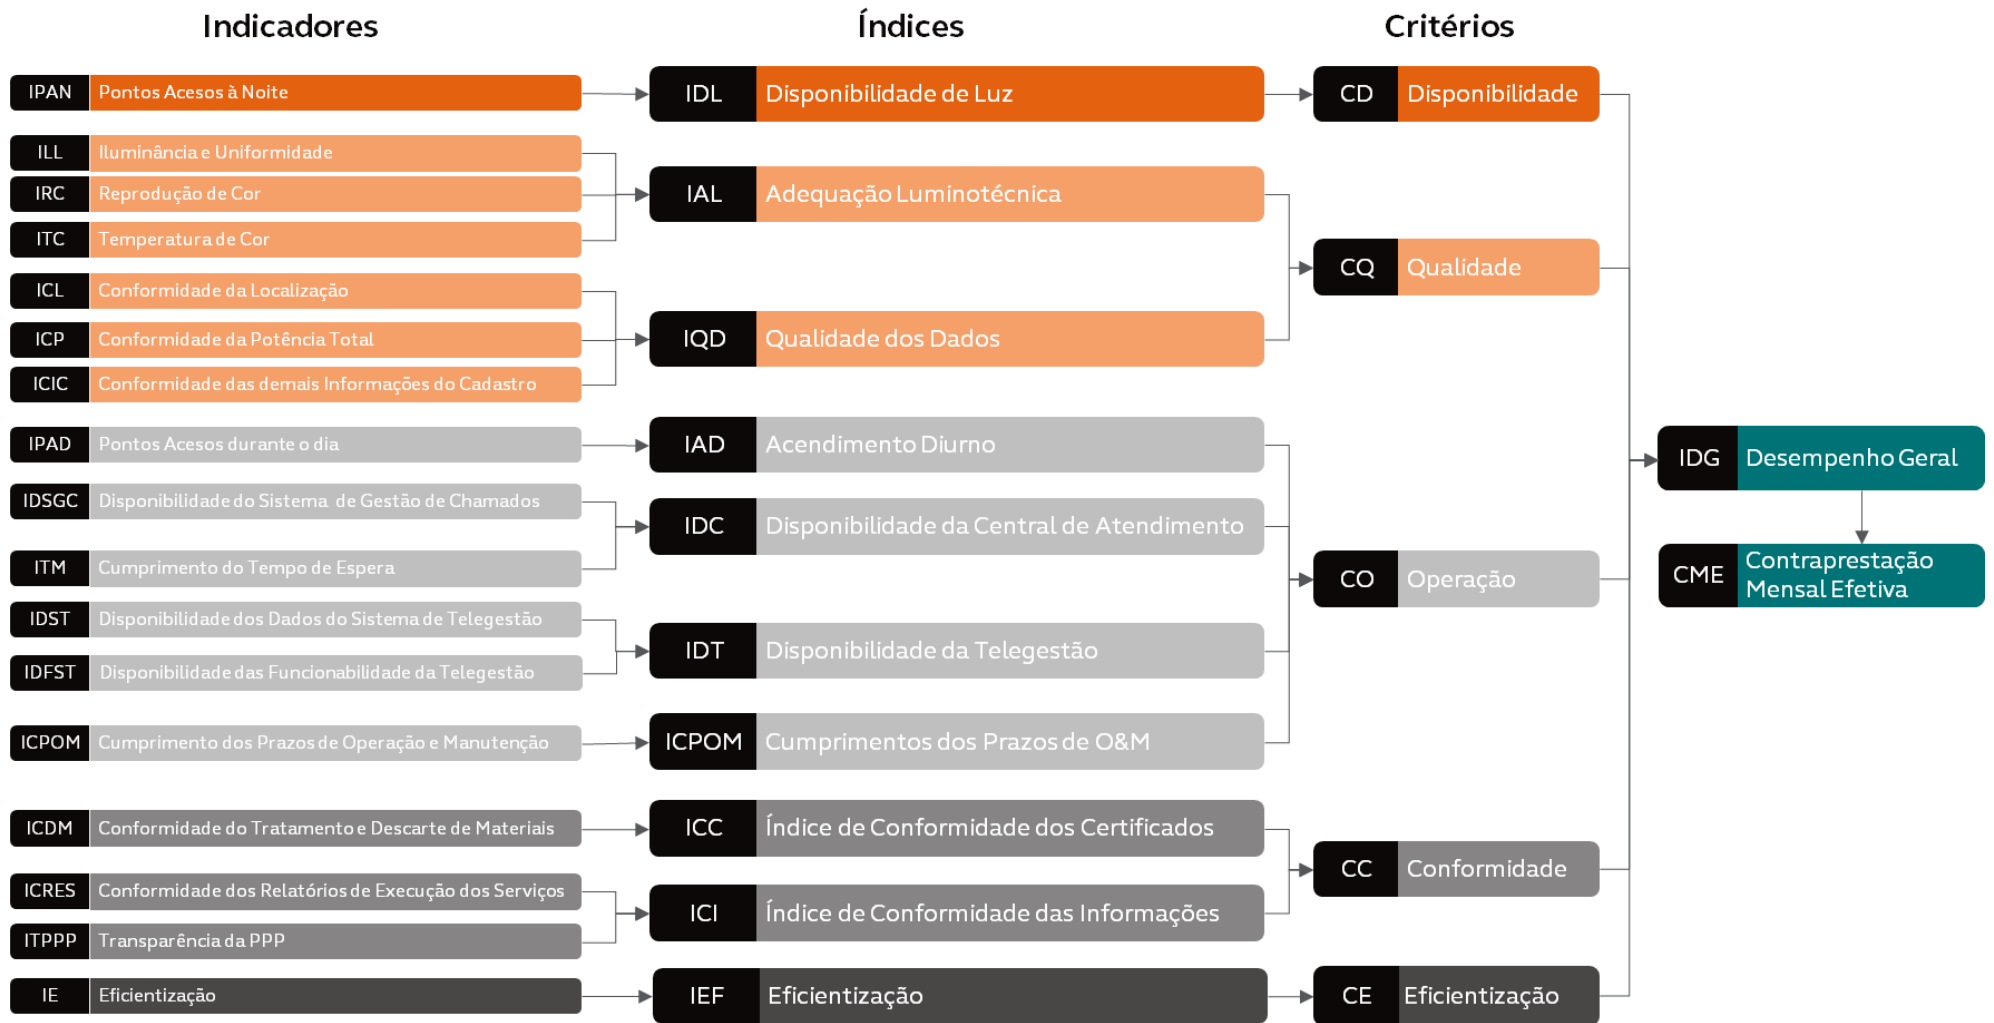 Indicadores
Índices
Critérios
IPAN Pontos Acesos à Noite
IDL Disponibilidade de Luz
CD Disponibilidade
ILL Iluminância e Uniformidade
IRC Reprodução de Cor
IAL Adequação Luminotécnica
ITC Temperatura de Cor
CQ Qualidade
ICL Conformidade da Localização
ICP Conformidade da Potência Total
IQD Qualidade dos Dados
ICIC Conformidade das demais Informações do Cadastro
IPAD Pontos Acesos durante o dia
IAD Acendimento Diurno
IDG Desempenho Geral
IDSGC Disponibilidade do Sistema de Gestão de Chamados
IDC Disponibilidade da Central de Atendimento
ITM Cumprimento do Tempo de Espera
CO Operação
CME Contraprestação
Mensal Efetiva
IDST Disponibilidade dos Dados do Sistema de Telegestão
IDT Disponibilidade da Telegestão
IDFST Disponibilidade das Funcionabilidade da Telegestão
ICPOM Cumprimento dos Prazos de Operação e Manutenção
ICPOM Cumprimentos dos Prazos de O&M
ICDM Conformidade do Tratamento e Descarte de Materiais
ICC Índice de Conformidade dos Certificados
CC Conformidade
ICRES Conformidade dos Relatórios de Execução dos Serviços
ICI Índice de Conformidade das Informações
ITPPP Transparência da PPP
IE Eficientização
IEF Eficientização
CE Eficientização